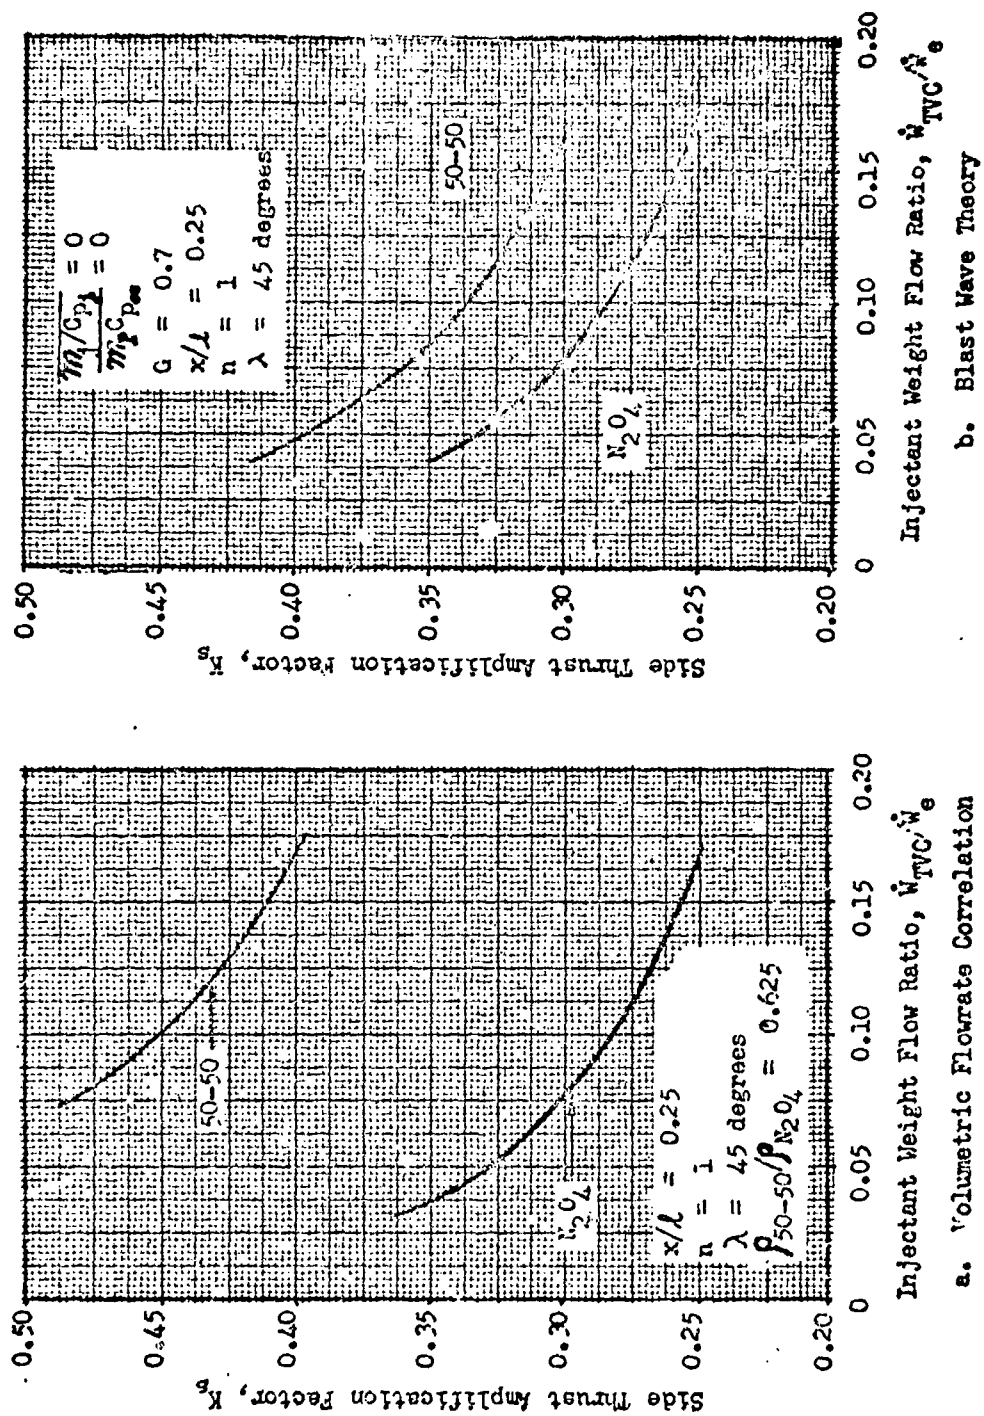 Side Thrust Amplification Factor, Ks
0.50
0.45
0.40
0.35
0.30
0.25
0.20
50-50
N2O4
x/l = 0.25
n = 1
λ = 45 degrees
ρ50-50/ρN2O4 = 0.625
0
0.05
0.10
0.15
0.20
Injectant Weight Flow Ratio, ẆTVC/Ẇe
a. Volumetric Flowrate Correlation
Side Thrust Amplification Factor, Ks
0.50
0.45
0.40
0.35
0.30
0.20
= 0
= 0
G = 0.7
x/l = 0.25
n = 1
λ = 45 degrees
50-50
N2O4
0
0.05
0.10
0.15
0.20
Injectant Weight Flow Ratio, ẆTVC/Ẇe
b. Blast Wave Theory